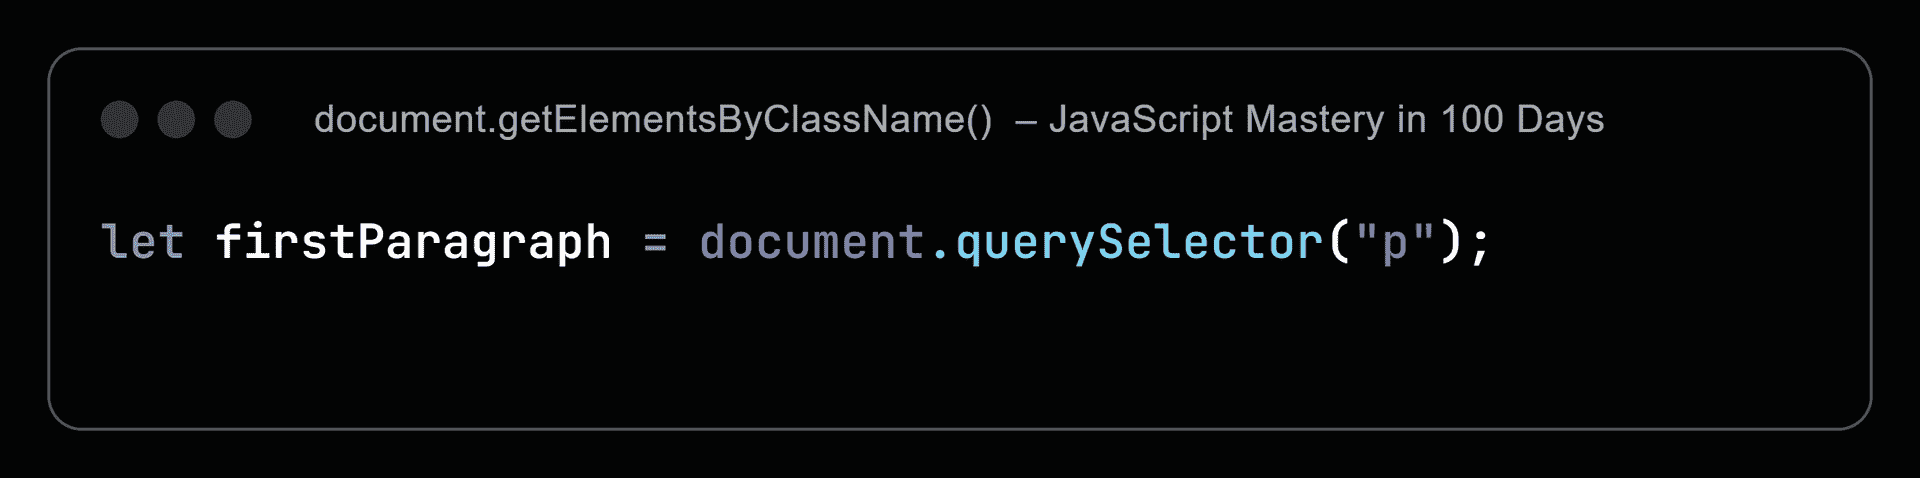 document.getElementsByClassName() – JavaScript Mastery in 100 Days
let firstParagraph = document.querySelector("p");